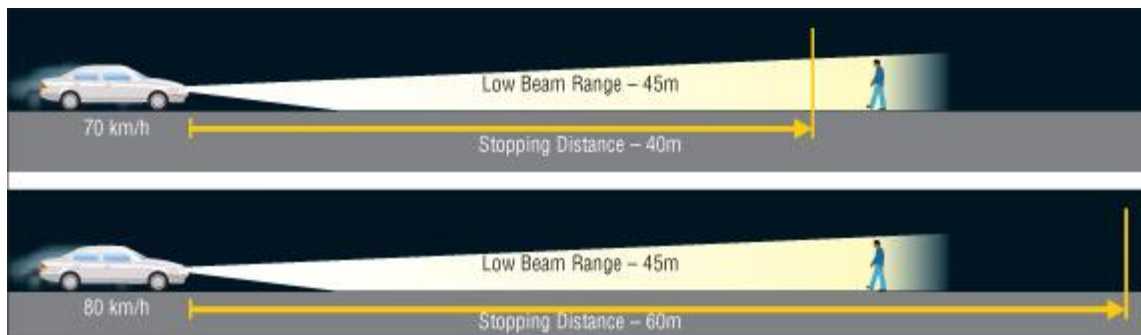 Low Beam Range – 45m
70 km/h
Stopping Distance – 40m
Low Beam Range – 45m
80 km/h
Stopping Distance – 60m